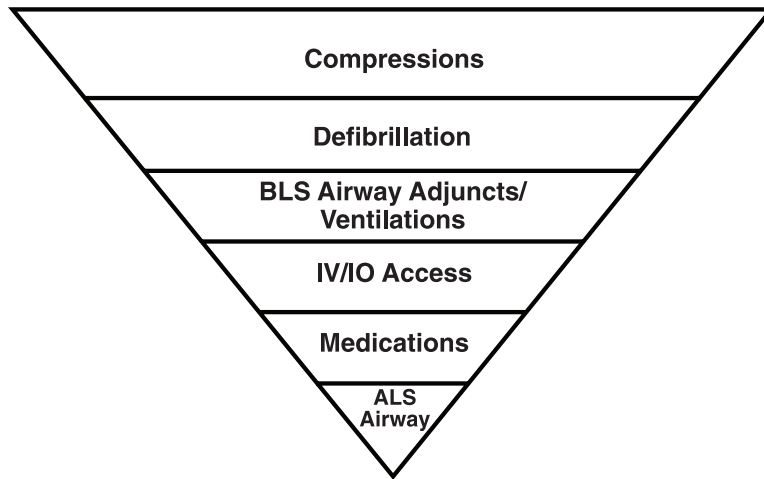 Compressions
Defibrillation
BLS Airway Adjuncts/
Ventilations
IV/IO Access
Medications
ALS
Airway